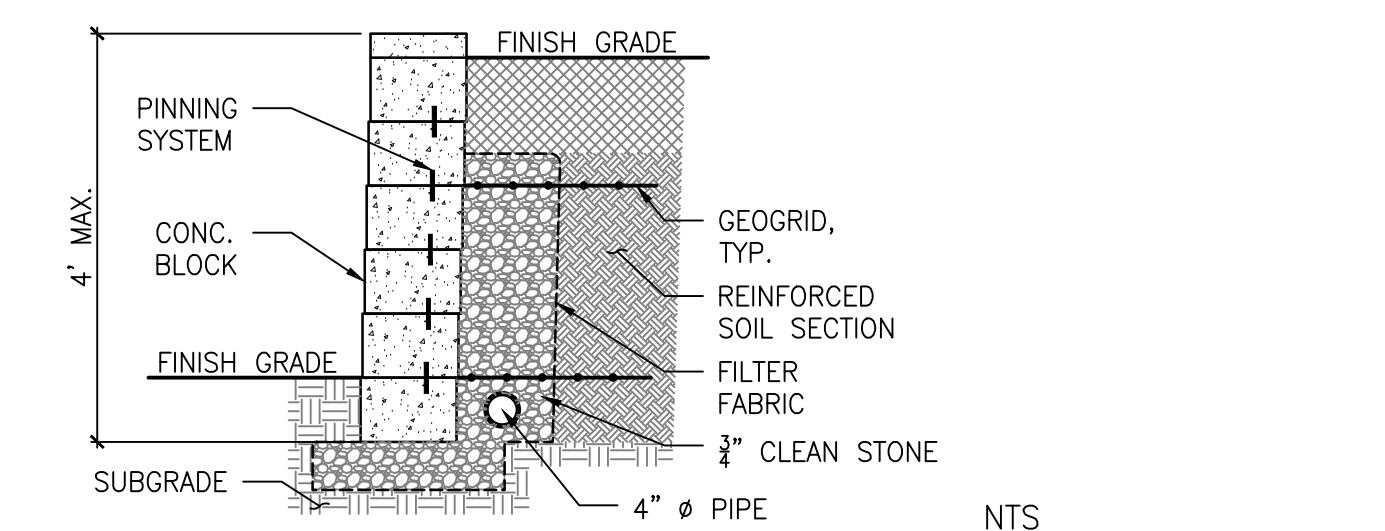 FINISH GRADE
PINNING
SYSTEM
4' MAX.
CONC.
BLOCK
GEOGRID,
TYP.
REINFORCED
SOIL SECTION
FINISH GRADE
FILTER
FABRIC
3/4" CLEAN STONE
SUBGRADE
4" ø PIPE
NTS